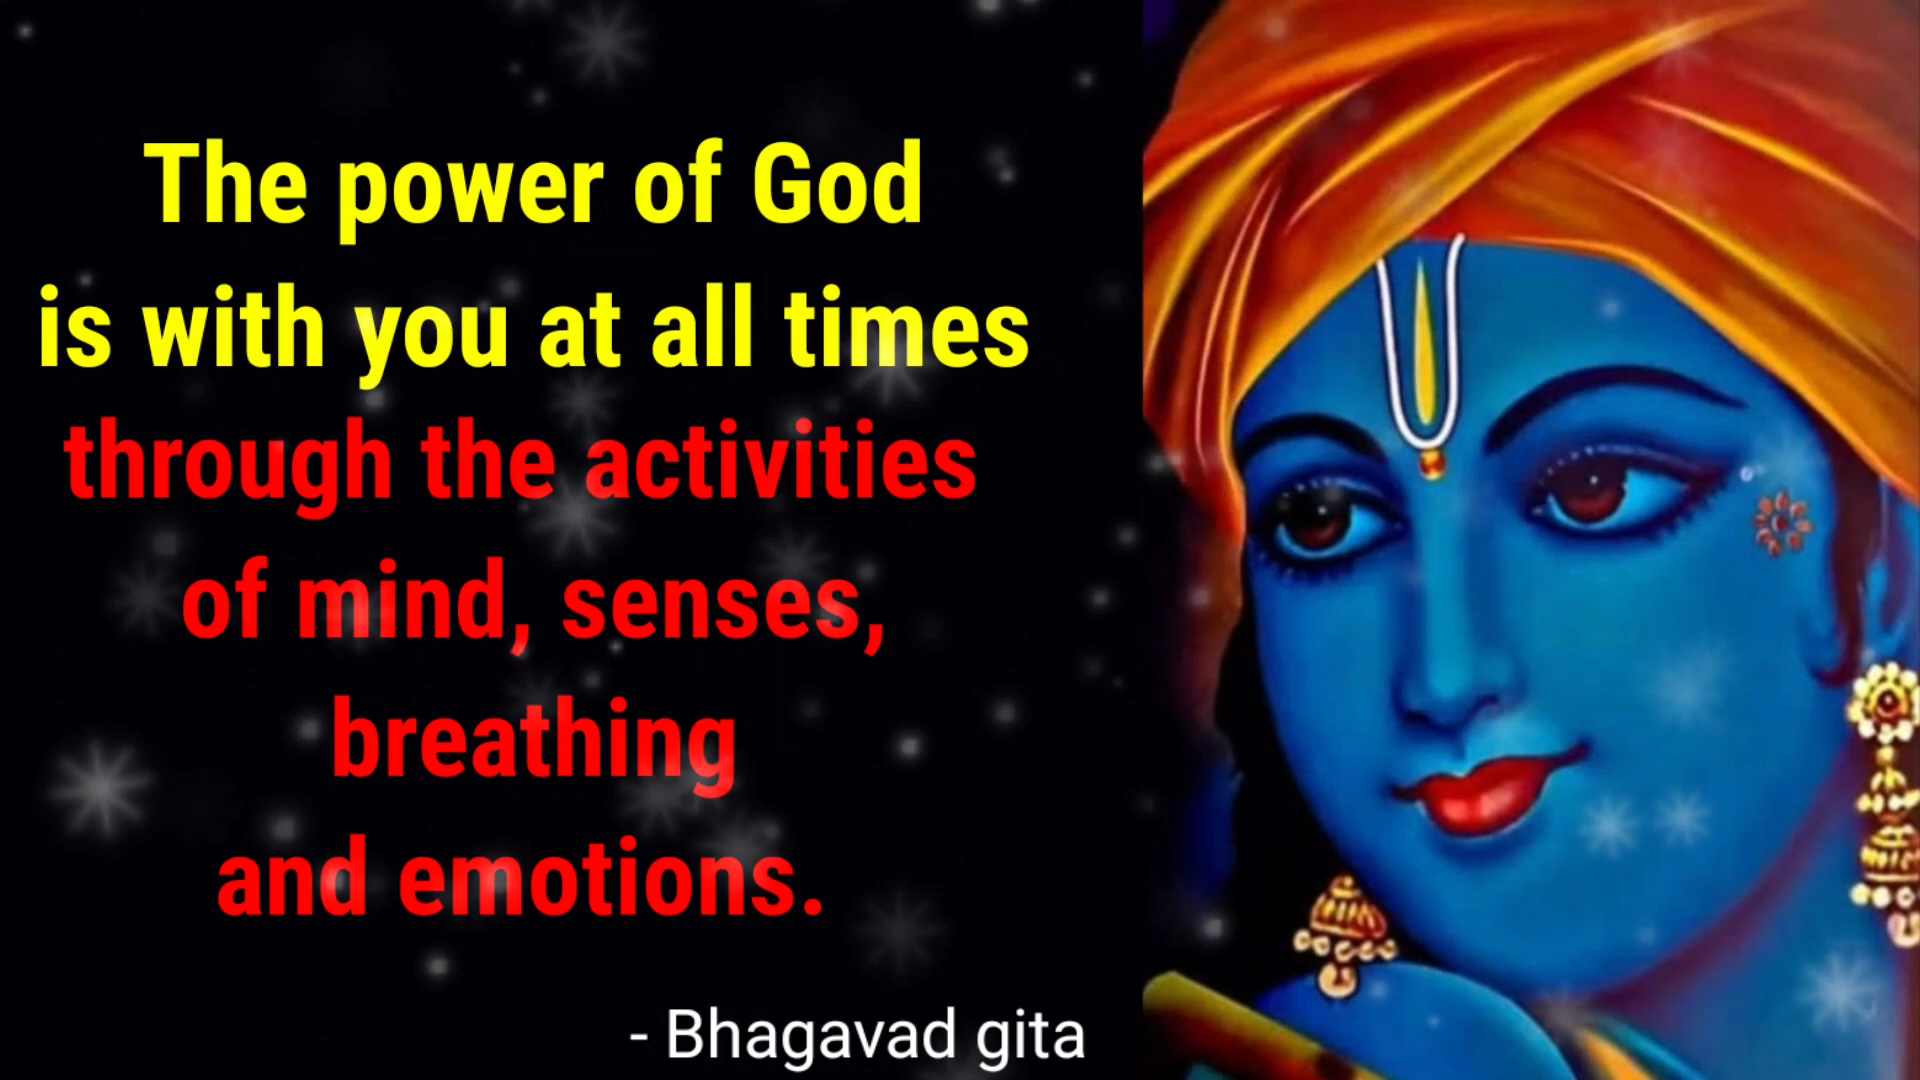 The power of God
is with you at all times
through the activities
of mind, senses,
breathing
and emotions.
- Bhagavad gita